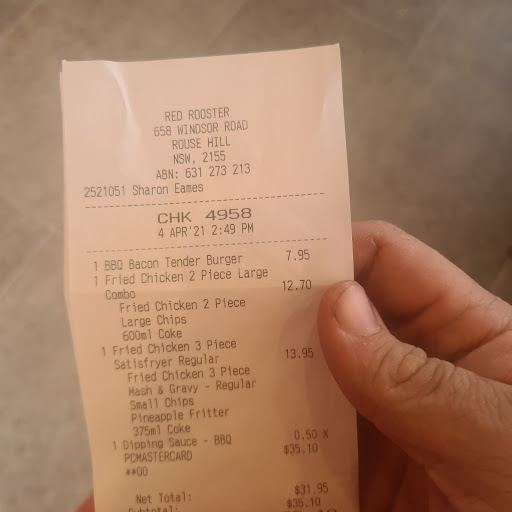 RED ROOSTER
658 WINDSOR ROAD
ROUSE HILL
NSW, 2155
ABN: 631 273 213
2521051 Sharon Eames
CHK 4958
4 APR'21 2:49 PM
1 BBQ Bacon Tender Burger 7.95
1 Fried Chicken 2 Piece Large 12.70
Combo
Fried Chicken 2 Piece
Large Chips
600ml Coke
1 Fried Chicken 3 Piece 13.95
Satisfryer Regular
Fried Chicken 3 Piece
Mash & Gravy - Regular
Small Chips
Pineapple Fritter
375ml Coke
1 Dipping Sauce - BBQ 0.50 X
PCMASTERCARD $35.10
**00
Net Total: $31.95
Subtotal: $35.10